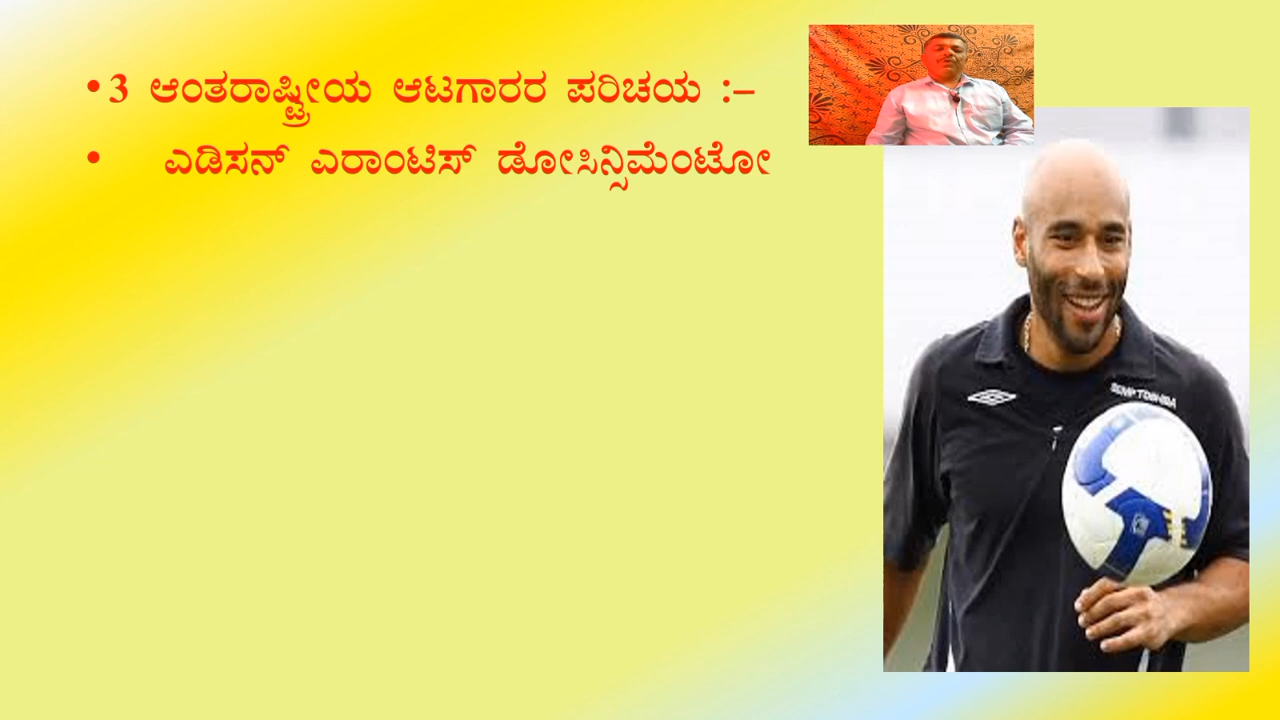 •3 ಆಂತರಾಷ್ಟ್ರೀಯ ಆಟಗಾರರ ಪರಿಚಯ :–
• ಎಡಿಸನ್ ಎರಾಂಟಿಸ್ ಡೋಸಿನ್ಸಿಮೆಂಟೋ